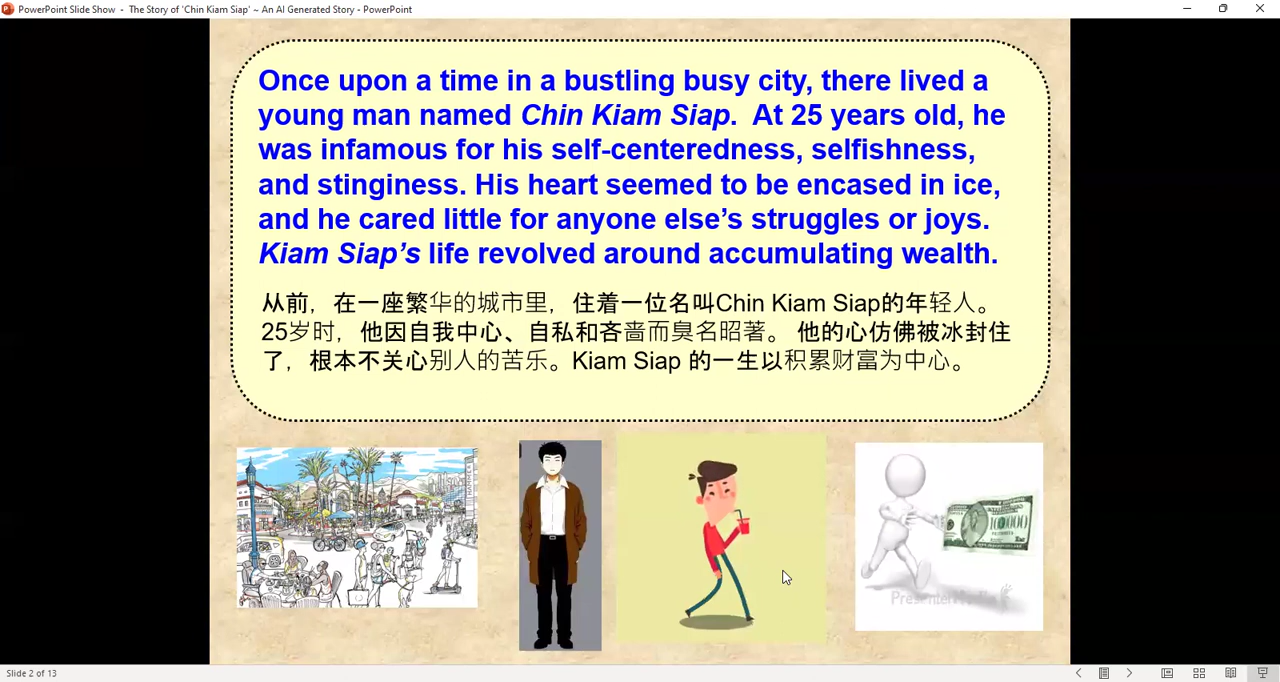 PowerPoint Slide Show - The Story of 'Chin Kiam Siap' ~ An AI Generated Story - PowerPoint
Once upon a time in a bustling busy city, there lived a
young man named Chin Kiam Siap. At 25 years old, he
was infamous for his self-centeredness, selfishness,
and stinginess. His heart seemed to be encased in ice,
and he cared little for anyone else’s struggles or joys.
Kiam Siap’s life revolved around accumulating wealth.
从前，在一座繁华的城市里，住着一位名叫Chin Kiam Siap的年轻人。
25岁时，他因自我中心、自私和吝啬而臭名昭著。 他的心仿佛被冰封住
了，根本不关心别人的苦乐。Kiam Siap 的一生以积累财富为中心。
Slide 2 of 13